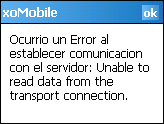 xoMobile ok
Ocurrio un Error al
establecer comunicacion
con el servidor: Unable to
read data from the
transport connection.